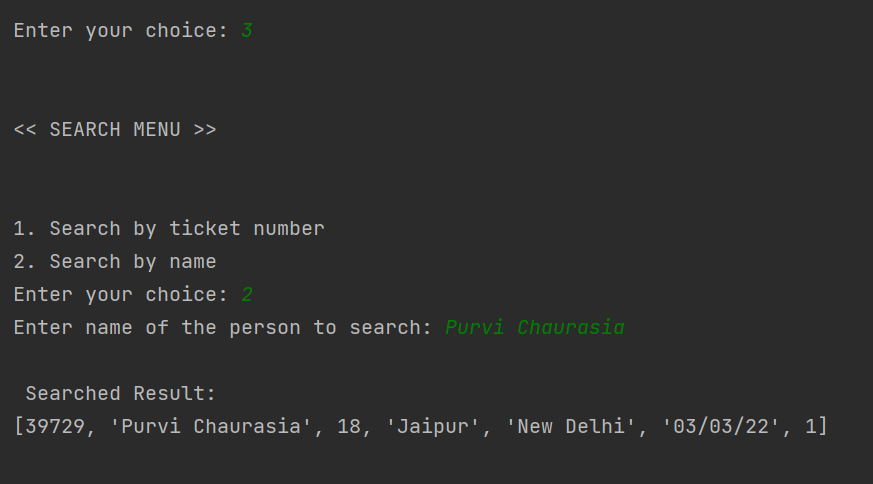 Enter your choice: 3
<< SEARCH MENU >>
1. Search by ticket number
2. Search by name
Enter your choice: 2
Enter name of the person to search: Purvi Chaurasia
Searched Result:
[39729, 'Purvi Chaurasia', 18, 'Jaipur', 'New Delhi', '03/03/22', 1]